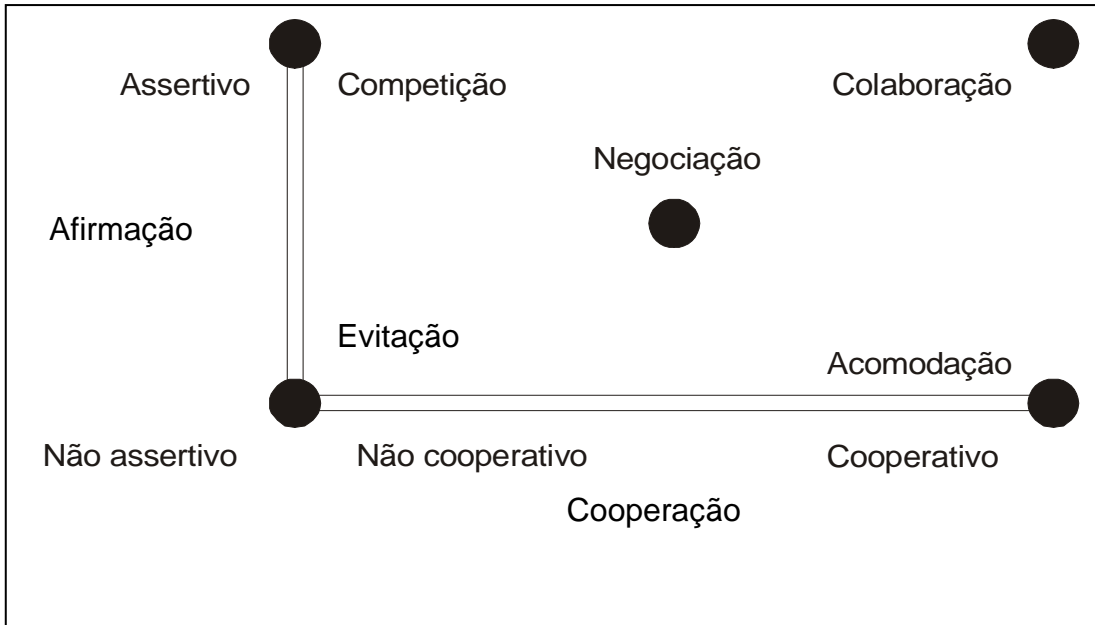 Assertivo Competição Colaboração
Negociação
Afirmação
Evitação
Acomodação
Não assertivo Não cooperativo Cooperativo
Cooperação